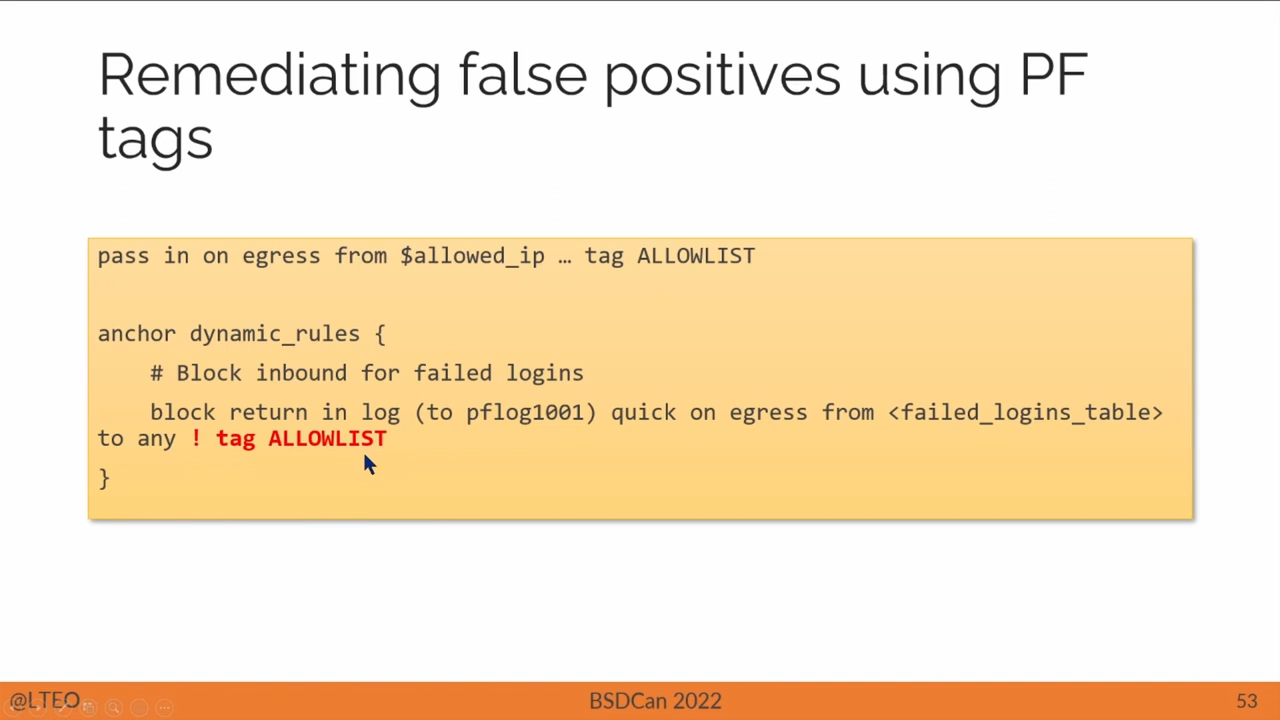 Remediating false positives using PF
tags
pass in on egress from $allowed_ip … tag ALLOWLIST
anchor dynamic_rules {
# Block inbound for failed logins
block return in log (to pflog1001) quick on egress from <failed_logins_table>
to any ! tag ALLOWLIST
}
@LTEO
BSDCan 2022
53